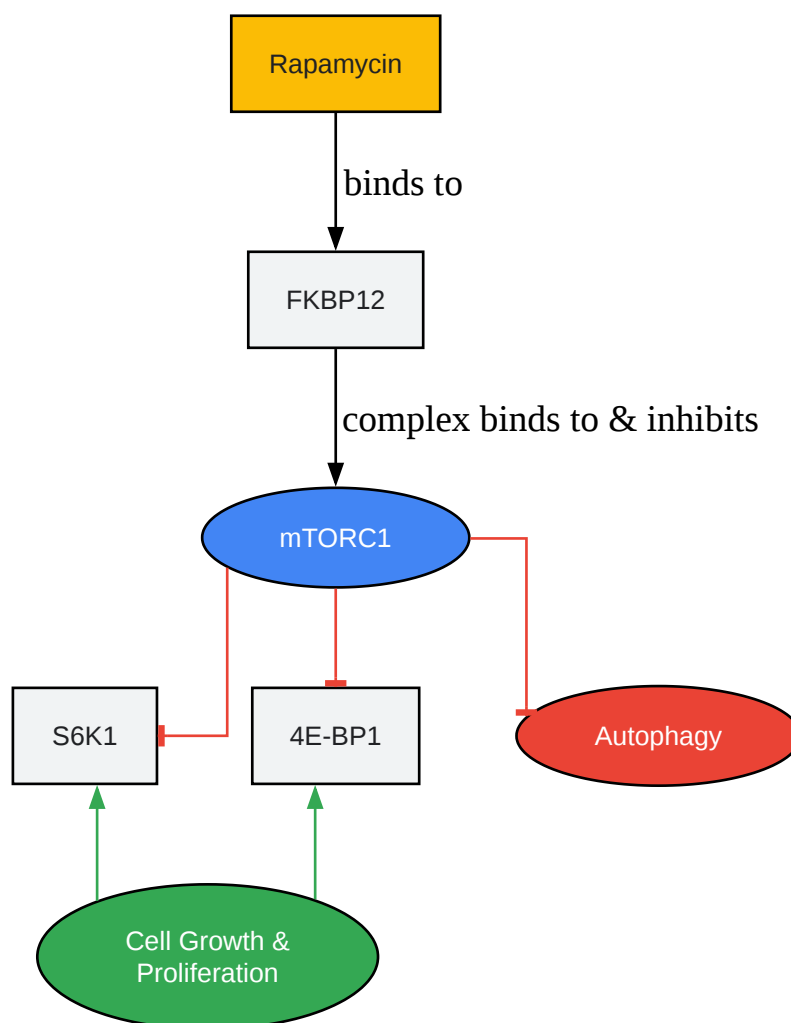 Rapamycin
binds to
FKBP12
complex binds to & inhibits
mTORC1
S6K1
4E-BP1
Autophagy
Cell Growth &
Proliferation